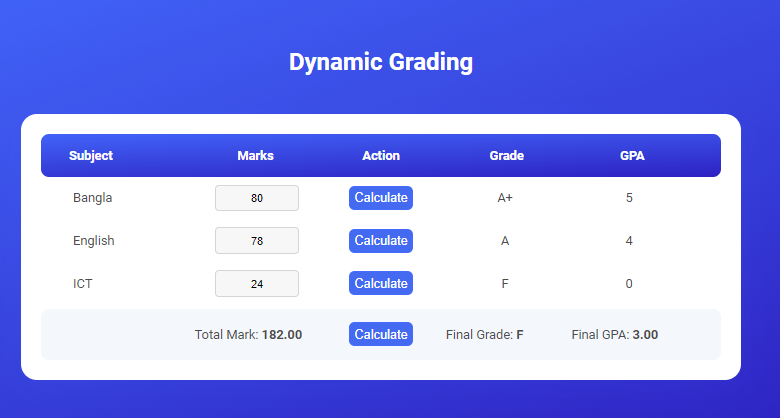 Dynamic Grading
Subject Marks Action Grade GPA
Bangla 80 Calculate A+ 5
English 78 Calculate A 4
ICT 24 Calculate F 0
Total Mark: 182.00 Calculate Final Grade: F Final GPA: 3.00